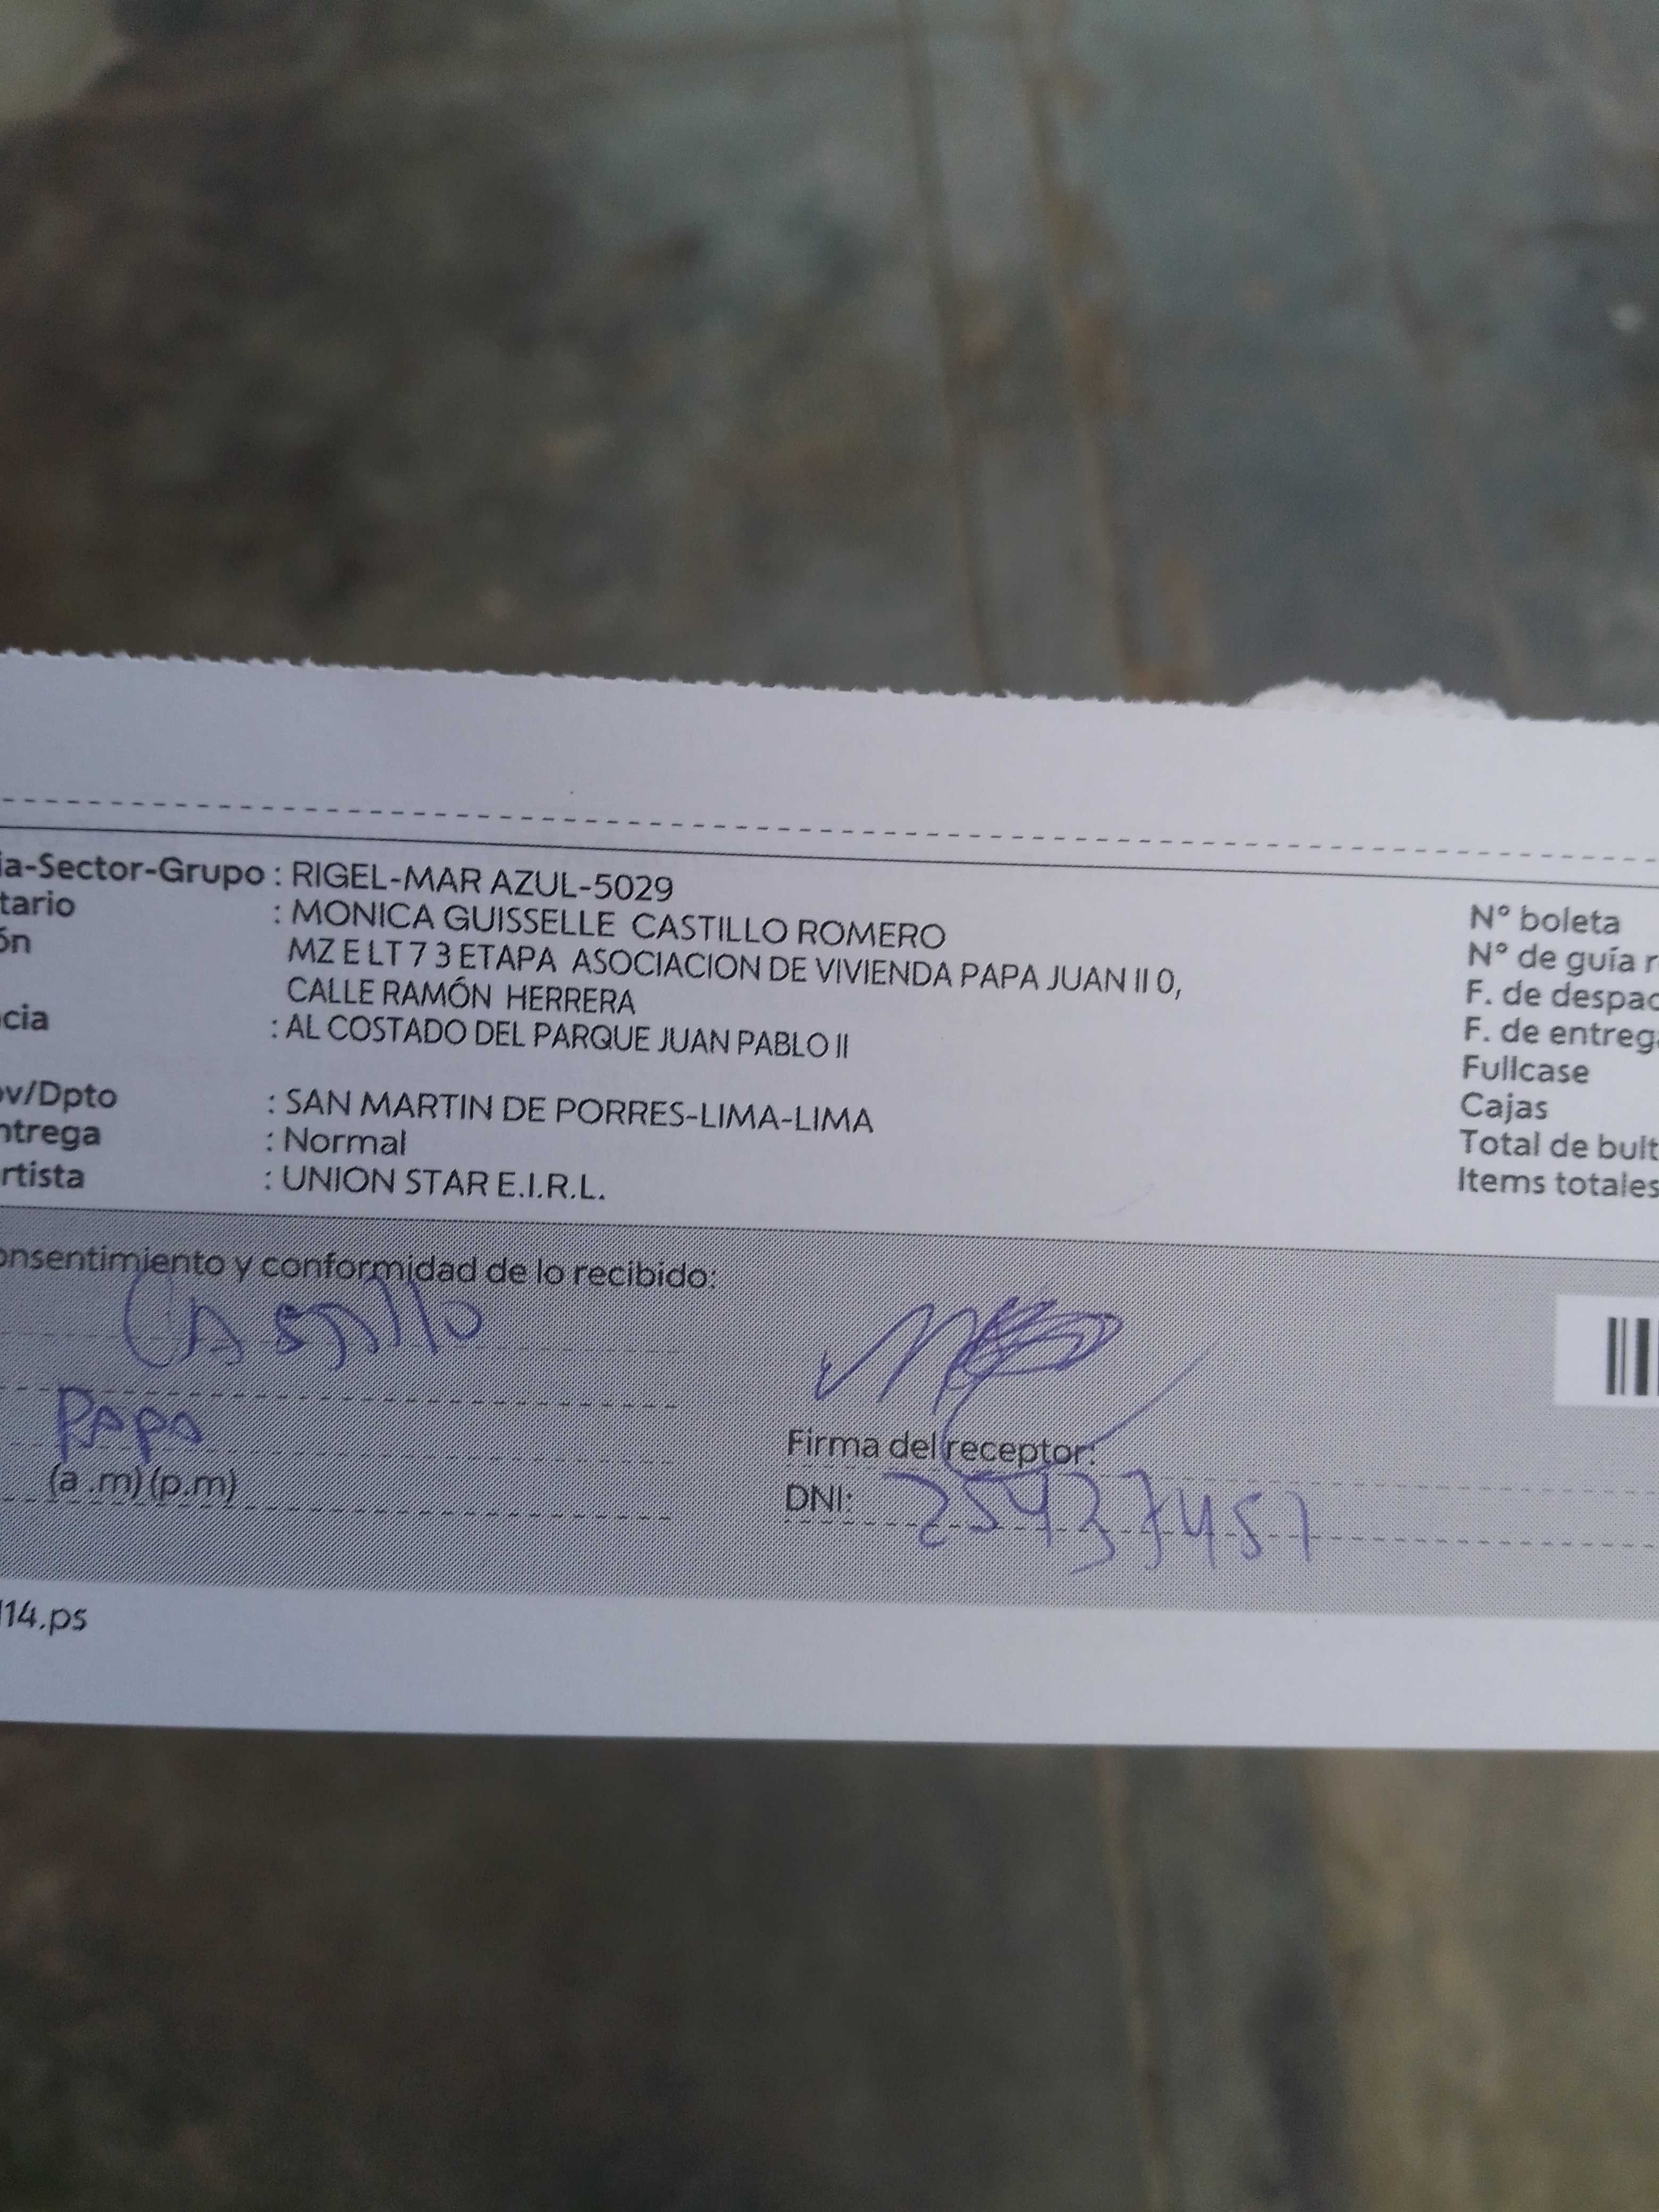 ia-Sector-Grupo : RIGEL-MAR AZUL-5029
tario : MONICA GUISSELLE CASTILLO ROMERO
ón MZ E LT 7 3 ETAPA ASOCIACION DE VIVIENDA PAPA JUAN II 0,
CALLE RAMÓN HERRERA
cia : AL COSTADO DEL PARQUE JUAN PABLO II
ov/Dpto : SAN MARTIN DE PORRES-LIMA-LIMA
ntrega : Normal
rtista : UNION STAR E.I.R.L.
N° boleta
N° de guía r
F. de despac
F. de entrega
Fullcase
Cajas
Total de bult
Items totales
onsentimiento y conformidad de lo recibido:
Castillo
Papa
(a.m)(p.m)
Firma del receptor:
DNI: 25437451
114.ps